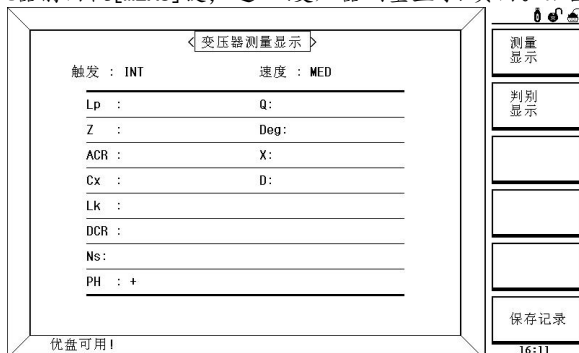 变压器测量显示
触发 : INT 速度 : MED
Lp : Q:
Z : Deg:
ACR : X:
Cx : D:
Lk :
DCR :
Ns:
PH : +
优盘可用!
测量
显示
判别
显示
保存记录
16:11